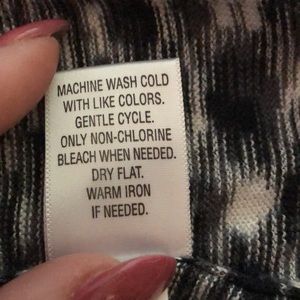 MACHINE WASH COLD
WITH LIKE COLORS.
GENTLE CYCLE.
ONLY NON-CHLORINE
BLEACH WHEN NEEDED.
DRY FLAT.
WARM IRON
IF NEEDED.